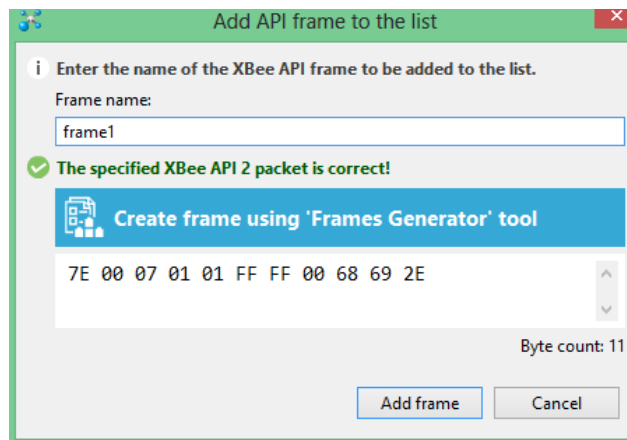 Add API frame to the list
Enter the name of the XBee API frame to be added to the list.
Frame name:
frame1
The specified XBee API 2 packet is correct!
Create frame using 'Frames Generator' tool
7E 00 07 01 01 FF FF 00 68 69 2E
Byte count: 11
Add frame Cancel